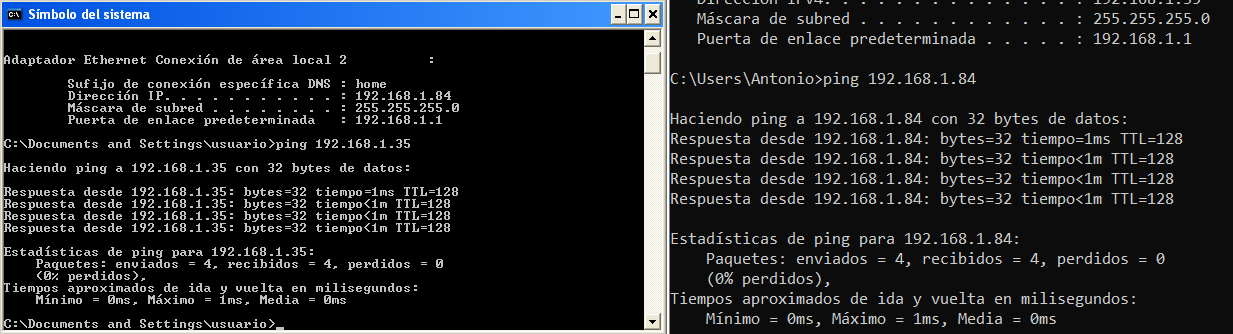 Símbolo del sistema
Adaptador Ethernet Conexión de área local 2 :
Sufijo de conexión específica DNS : home
Dirección IP. . . . . . . . . . . : 192.168.1.84
Máscara de subred . . . . . . . . : 255.255.255.0
Puerta de enlace predeterminada : 192.168.1.1
C:\Documents and Settings\usuario>ping 192.168.1.35
Haciendo ping a 192.168.1.35 con 32 bytes de datos:
Respuesta desde 192.168.1.35: bytes=32 tiempo=1ms TTL=128
Respuesta desde 192.168.1.35: bytes=32 tiempo<1m TTL=128
Respuesta desde 192.168.1.35: bytes=32 tiempo<1m TTL=128
Respuesta desde 192.168.1.35: bytes=32 tiempo<1m TTL=128
Estadísticas de ping para 192.168.1.35:
Paquetes: enviados = 4, recibidos = 4, perdidos = 0
(0% perdidos),
Tiempos aproximados de ida y vuelta en milisegundos:
Mínimo = 0ms, Máximo = 1ms, Media = 0ms
C:\Documents and Settings\usuario>_
Dirección IPv4. . . . . . . . . . . . . . : 192.168.1.35
Máscara de subred . . . . . . . . . . . . : 255.255.255.0
Puerta de enlace predeterminada . . . . . : 192.168.1.1
C:\Users\Antonio>ping 192.168.1.84
Haciendo ping a 192.168.1.84 con 32 bytes de datos:
Respuesta desde 192.168.1.84: bytes=32 tiempo=1ms TTL=128
Respuesta desde 192.168.1.84: bytes=32 tiempo<1m TTL=128
Respuesta desde 192.168.1.84: bytes=32 tiempo<1m TTL=128
Respuesta desde 192.168.1.84: bytes=32 tiempo<1m TTL=128
Estadísticas de ping para 192.168.1.84:
Paquetes: enviados = 4, recibidos = 4, perdidos = 0
(0% perdidos),
Tiempos aproximados de ida y vuelta en milisegundos:
Mínimo = 0ms, Máximo = 1ms, Media = 0ms